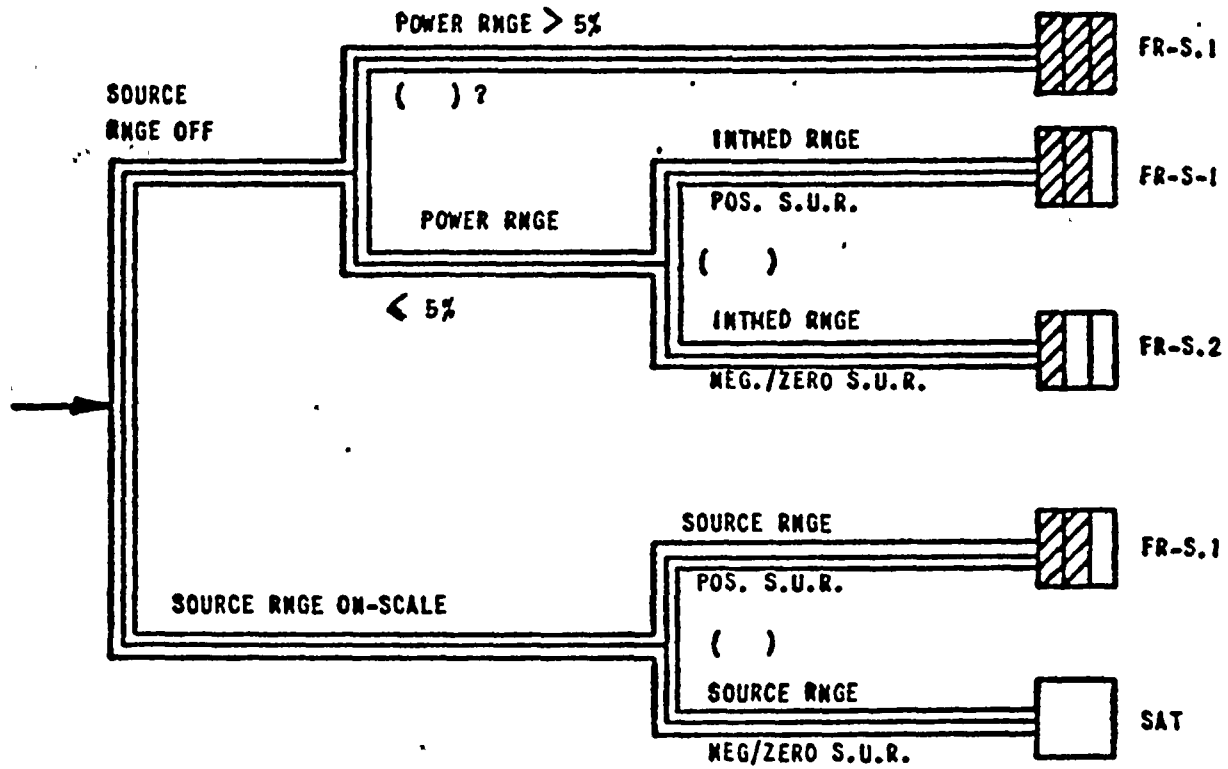 POWER RNGE > 5%
FR-S.1
( ) ?
SOURCE
RNGE OFF
INTMED RNGE
FR-S-1
POS. S.U.R.
POWER RNGE
( )
< 5%
INTMED RNGE
FR-S.2
NEG./ZERO S.U.R.
SOURCE RNGE
FR-S.1
POS. S.U.R.
SOURCE RNGE ON-SCALE
( )
SOURCE RNGE
SAT
NEG/ZERO S.U.R.